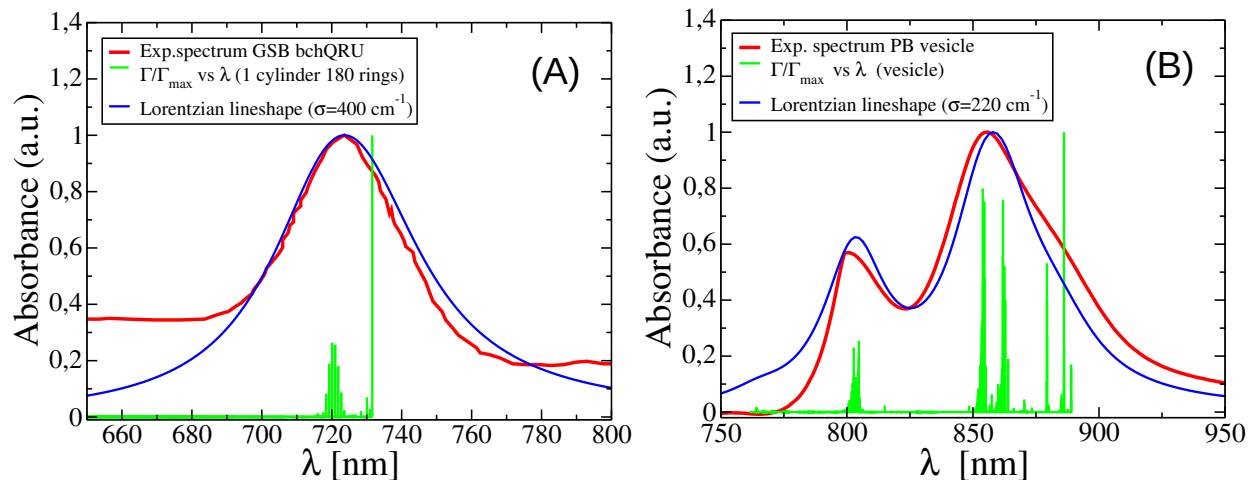 1,4
1,2
1
0,8
0,6
0,4
0,2
0
Absorbance (a.u.)
Exp.spectrum GSB bchQRU
Γ/Γmax vs λ (1 cylinder 180 rings)
Lorentzian lineshape (σ=400 cm-1)
(A)
660 680 700 720 740 760 780 800
λ [nm]
1,4
1,2
1
0,8
0,6
0,4
0,2
0
Absorbance (a.u.)
Exp. spectrum PB vesicle
Γ/Γmax vs λ (vesicle)
Lorentzian lineshape (σ=220 cm-1)
(B)
750 800 850 900 950
λ [nm]